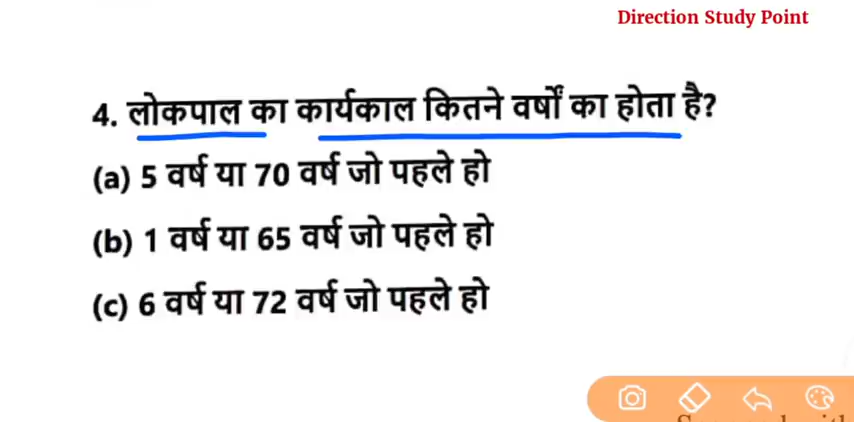 Direction Study Point
4. लोकपाल का कार्यकाल कितने वर्षों का होता है?
(a) 5 वर्ष या 70 वर्ष जो पहले हो
(b) 1 वर्ष या 65 वर्ष जो पहले हो
(c) 6 वर्ष या 72 वर्ष जो पहले हो